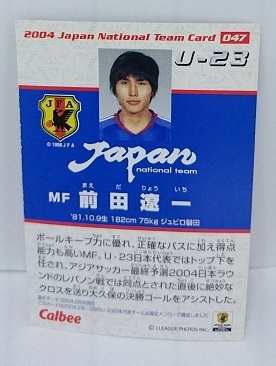 2004 Japan National Team Card 047
U-23
JFA
© 1996 J F A
Japan
national team
まえ だ りょう いち
MF 前田遼一
'81.10.9生 182cm 75kg ジュビロ磐田
ボールキープ力に優れ、正確なパスに加え得点
能力も高いMF。U-23日本代表ではトップ下を
任され、アジアサッカー最終予選2004日本ラウ
ンドのレバノン戦では同点とされた直後に絶妙な
クロスを送り大久保の決勝ゴールをアシストした。
Calbee
© J.LEAGUE PHOTOS INC.